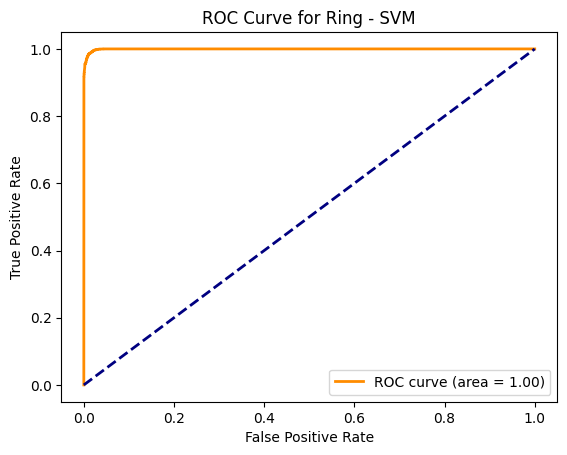 ROC Curve for Ring - SVM
True Positive Rate
1.0
0.8
0.6
0.4
0.2
0.0
0.0 0.2 0.4 0.6 0.8 1.0
False Positive Rate
ROC curve (area = 1.00)